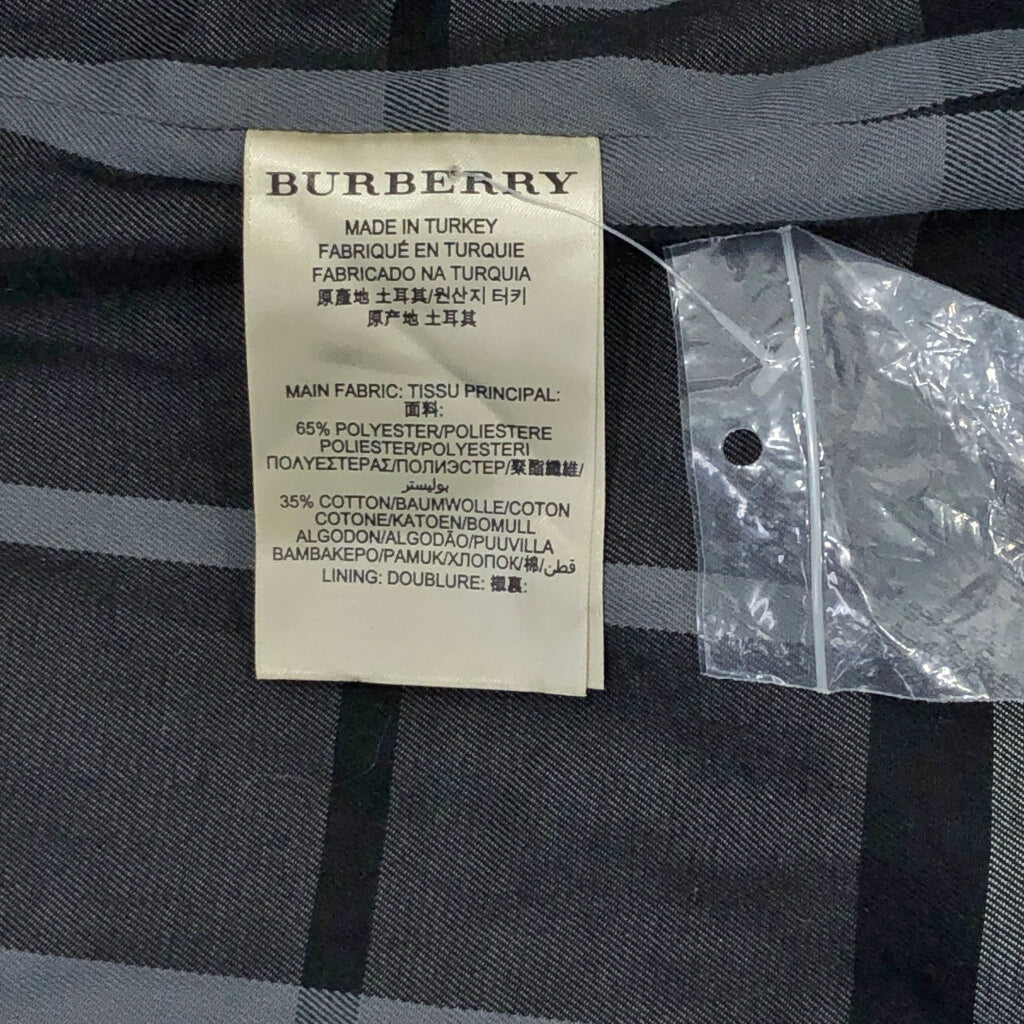 BURBERRY
MADE IN TURKEY
FABRIQUÉ EN TURQUIE
FABRICADO NA TURQUIA
原產地 土耳其/원산지 터키
原产地 土耳其
MAIN FABRIC: TISSU PRINCIPAL:
面料:
65% POLYESTER/POLIESTERE
POLIESTER/POLYESTERI
ΠΟΛΥΕΣΤΕΡΑΣ/ПОЛИЭСТЕР/聚酯纖維/
بوليستر
35% COTTON/BAUMWOLLE/COTON
COTONE/KATOEN/BOMULL
ALGODON/ALGODÃO/PUUVILLA
BAMBAKEPO/PAMUK/ХЛОПОК/棉/قطن
LINING: DOUBLURE: 襯裏: